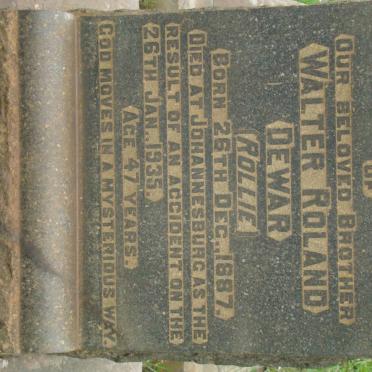 OF
OUR BELOVED BROTHER
WALTER ROLAND
DEWAR
(ROLLIE)
BORN 26TH DEC., 1887.
DIED AT JOHANNESBURG AS THE
RESULT OF AN ACCIDENT ON THE
26TH JAN., 1935,
AGE 47 YEARS.
GOD MOVES IN A MYSTERIOUS WAY.